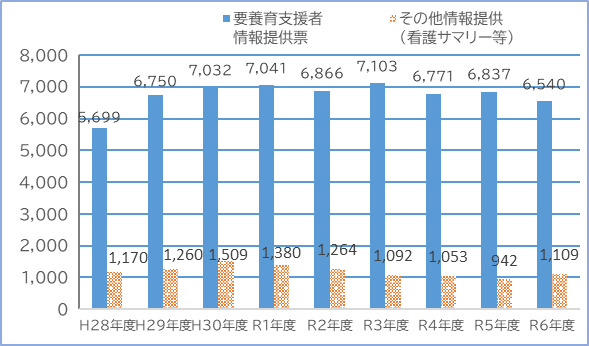 要養育支援者
情報提供票
その他情報提供
（看護サマリー等）
8,000
7,000
6,000
5,000
4,000
3,000
2,000
1,000
0
5,699
6,750
7,032
7,041
6,866
7,103
6,771
6,837
6,540
1,170
1,260
1,509
1,380
1,264
1,092
1,053
942
1,109
H28年度
H29年度
H30年度
R1年度
R2年度
R3年度
R4年度
R5年度
R6年度